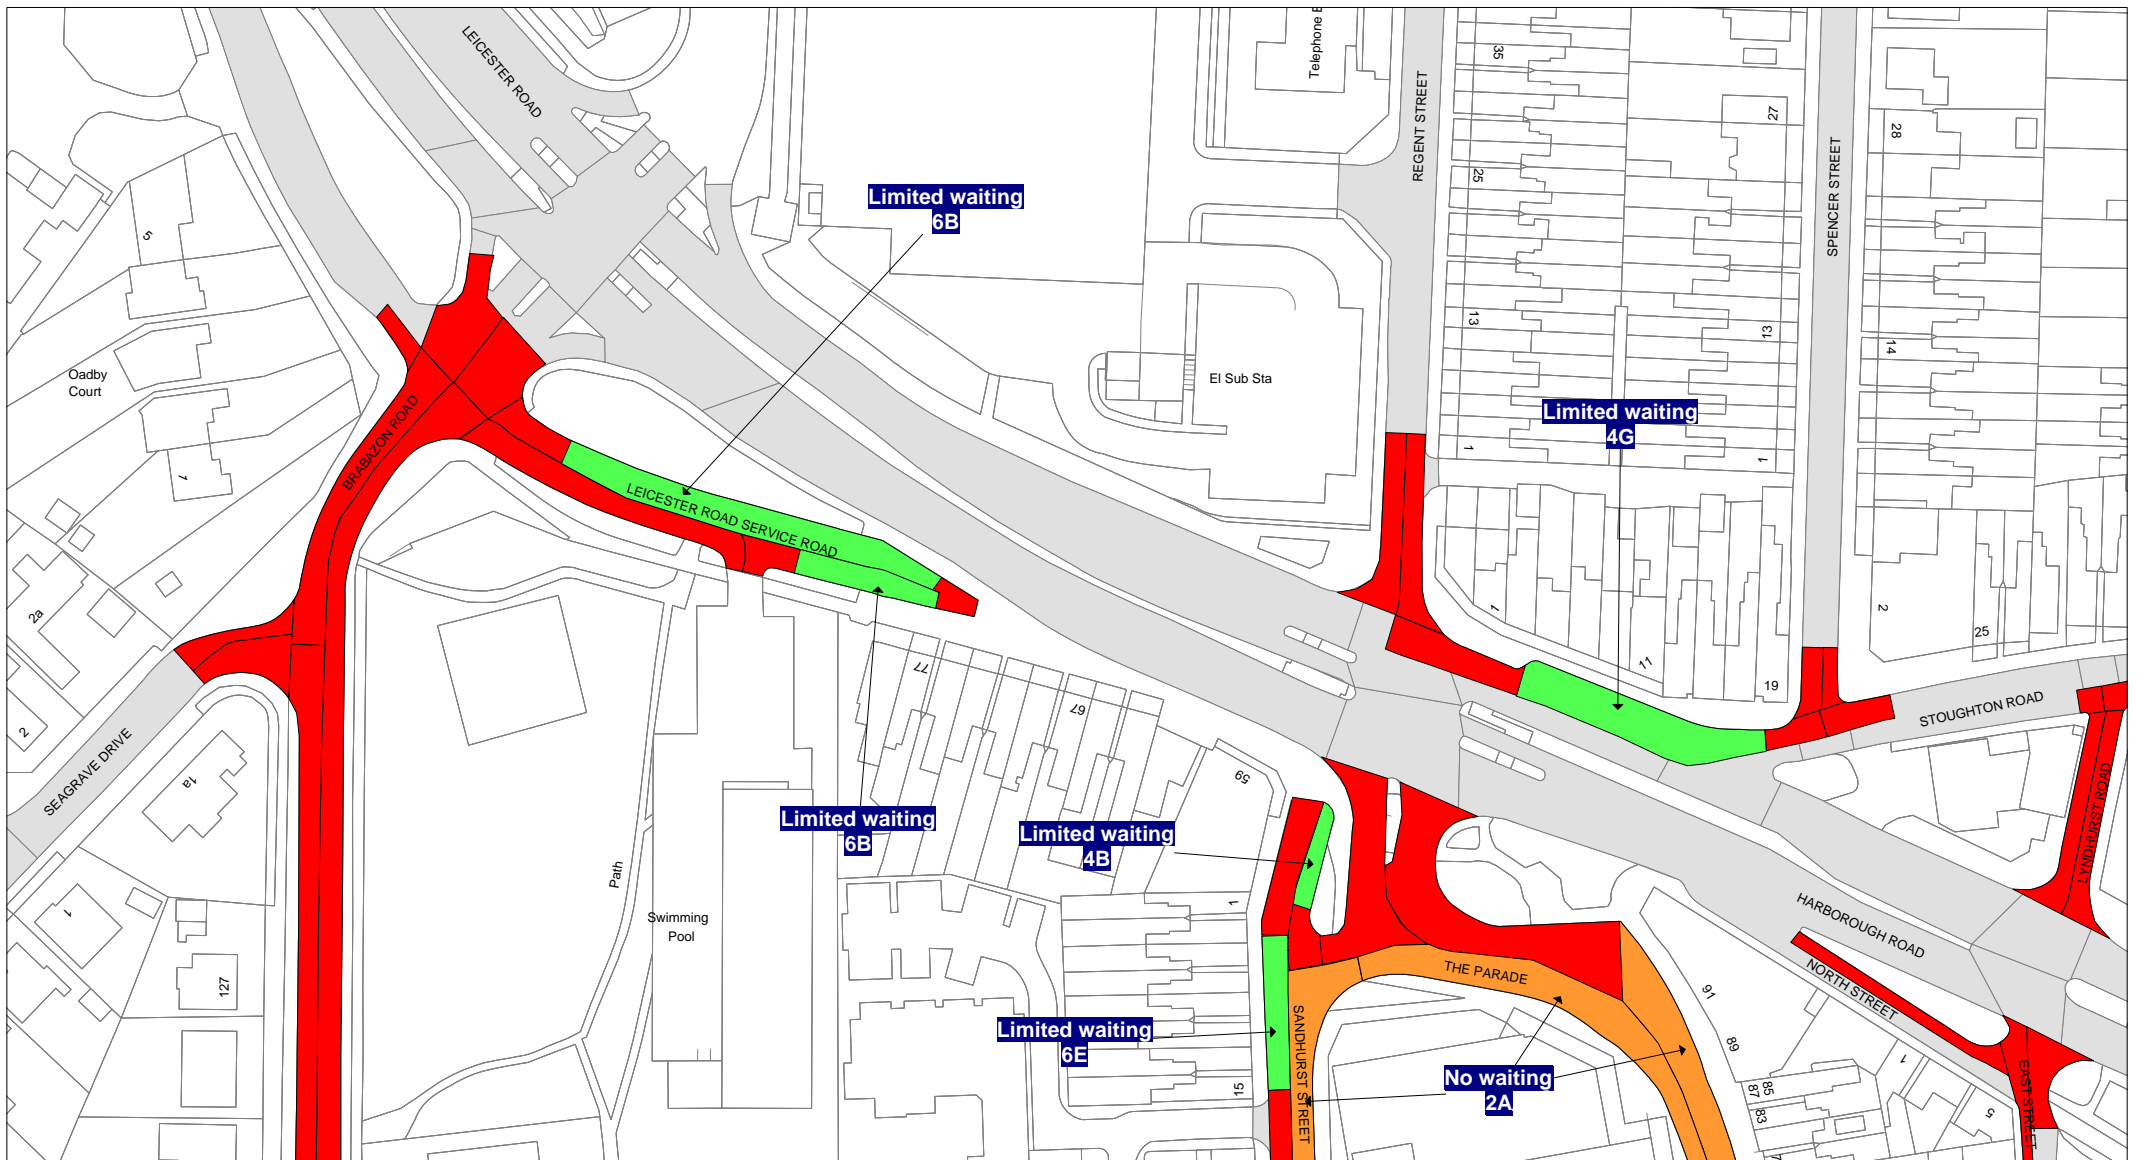 LEICESTER ROAD
Telephone E
35
REGENT STREET
27
28
SPENCER STREET
25
Limited waiting
6B
5
13
13
14
Oadby
Court
El Sub Sta
BRABAZON ROAD
Limited waiting
4G
1
1
1
LEICESTER ROAD SERVICE ROAD
2a
1
2
25
77
11
19
67
STOUGHTON ROAD
2
SEAGRAVE DRIVE
1a
59
Limited waiting
6B
Limited waiting
4B
LYNDHURST ROAD
Path
1
1
Swimming
Pool
HARBOROUGH ROAD
THE PARADE
NORTH STREET
127
91
89
Limited waiting
6E
SANDHURST STREET
No waiting
2A
15
85
87
83
1
5
EAST STREET